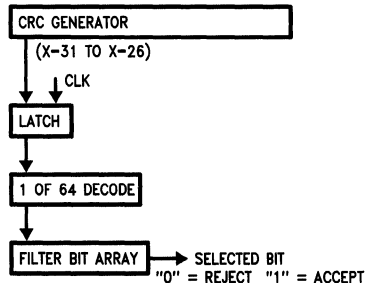 CRC GENERATOR
(X-31 TO X-26)
CLK
LATCH
1 OF 64 DECODE
FILTER BIT ARRAY
SELECTED BIT
"0" = REJECT "1" = ACCEPT